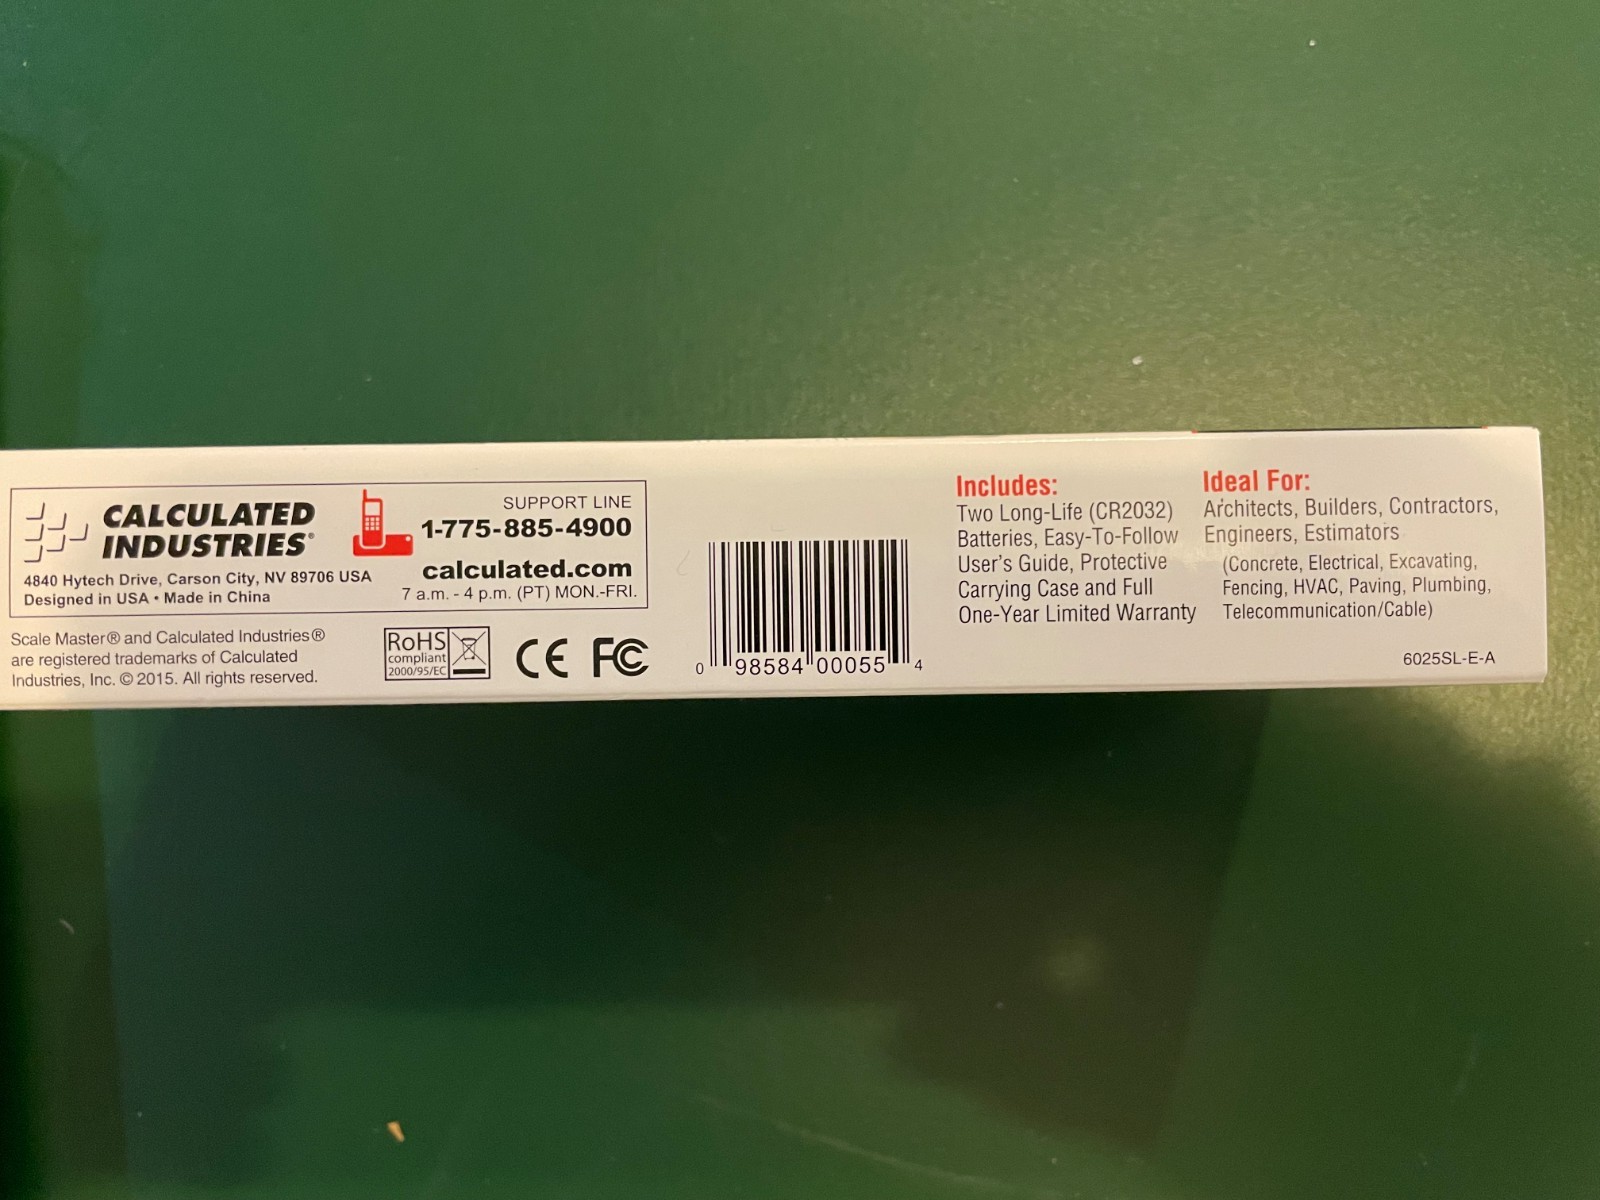 CALCULATED
INDUSTRIES®
4840 Hytech Drive, Carson City, NV 89706 USA
Designed in USA • Made in China
SUPPORT LINE
1-775-885-4900
calculated.com
7 a.m. - 4 p.m. (PT) MON.-FRI.
Scale Master® and Calculated Industries®
are registered trademarks of Calculated
Industries, Inc. © 2015. All rights reserved.
RoHS
compliant
2000/95/EC
CE FC
0 98584 00055 4
Includes:
Two Long-Life (CR2032)
Batteries, Easy-To-Follow
User's Guide, Protective
Carrying Case and Full
One-Year Limited Warranty
Ideal For:
Architects, Builders, Contractors,
Engineers, Estimators
(Concrete, Electrical, Excavating,
Fencing, HVAC, Paving, Plumbing,
Telecommunication/Cable)
6025SL-E-A